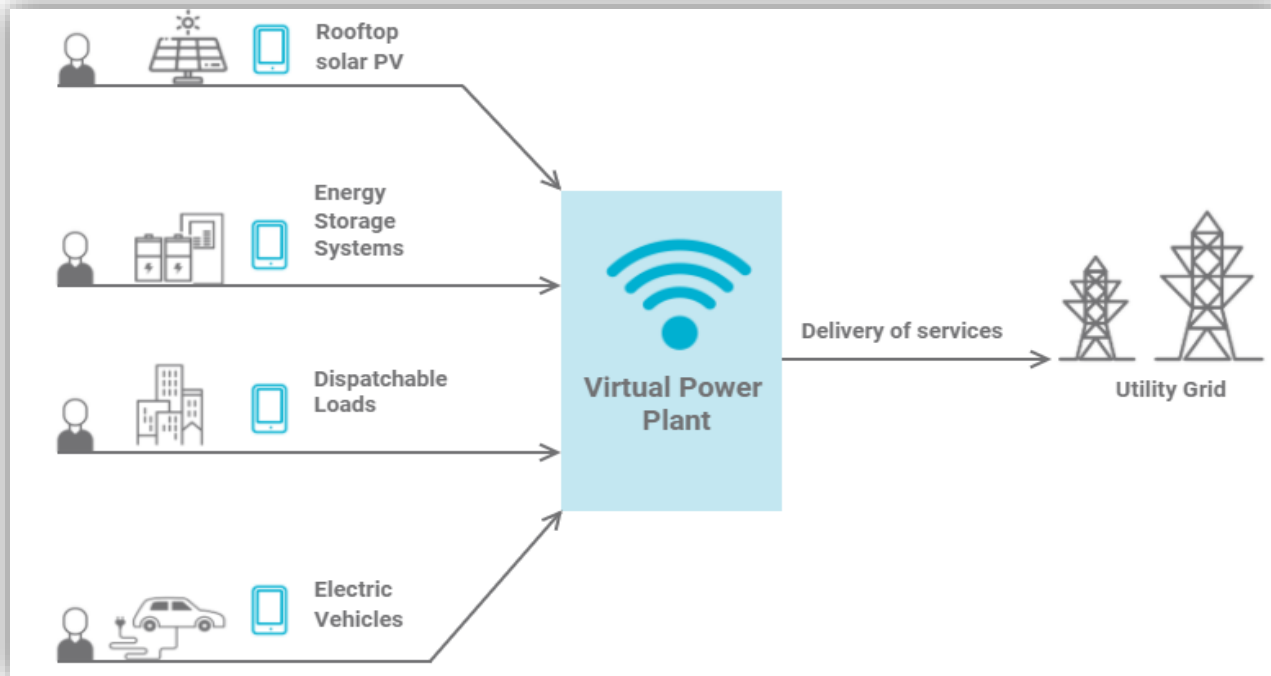 Rooftop
solar PV
Energy
Storage
Systems
Dispatchable
Loads
Electric
Vehicles
Virtual Power
Plant
Delivery of services
Utility Grid